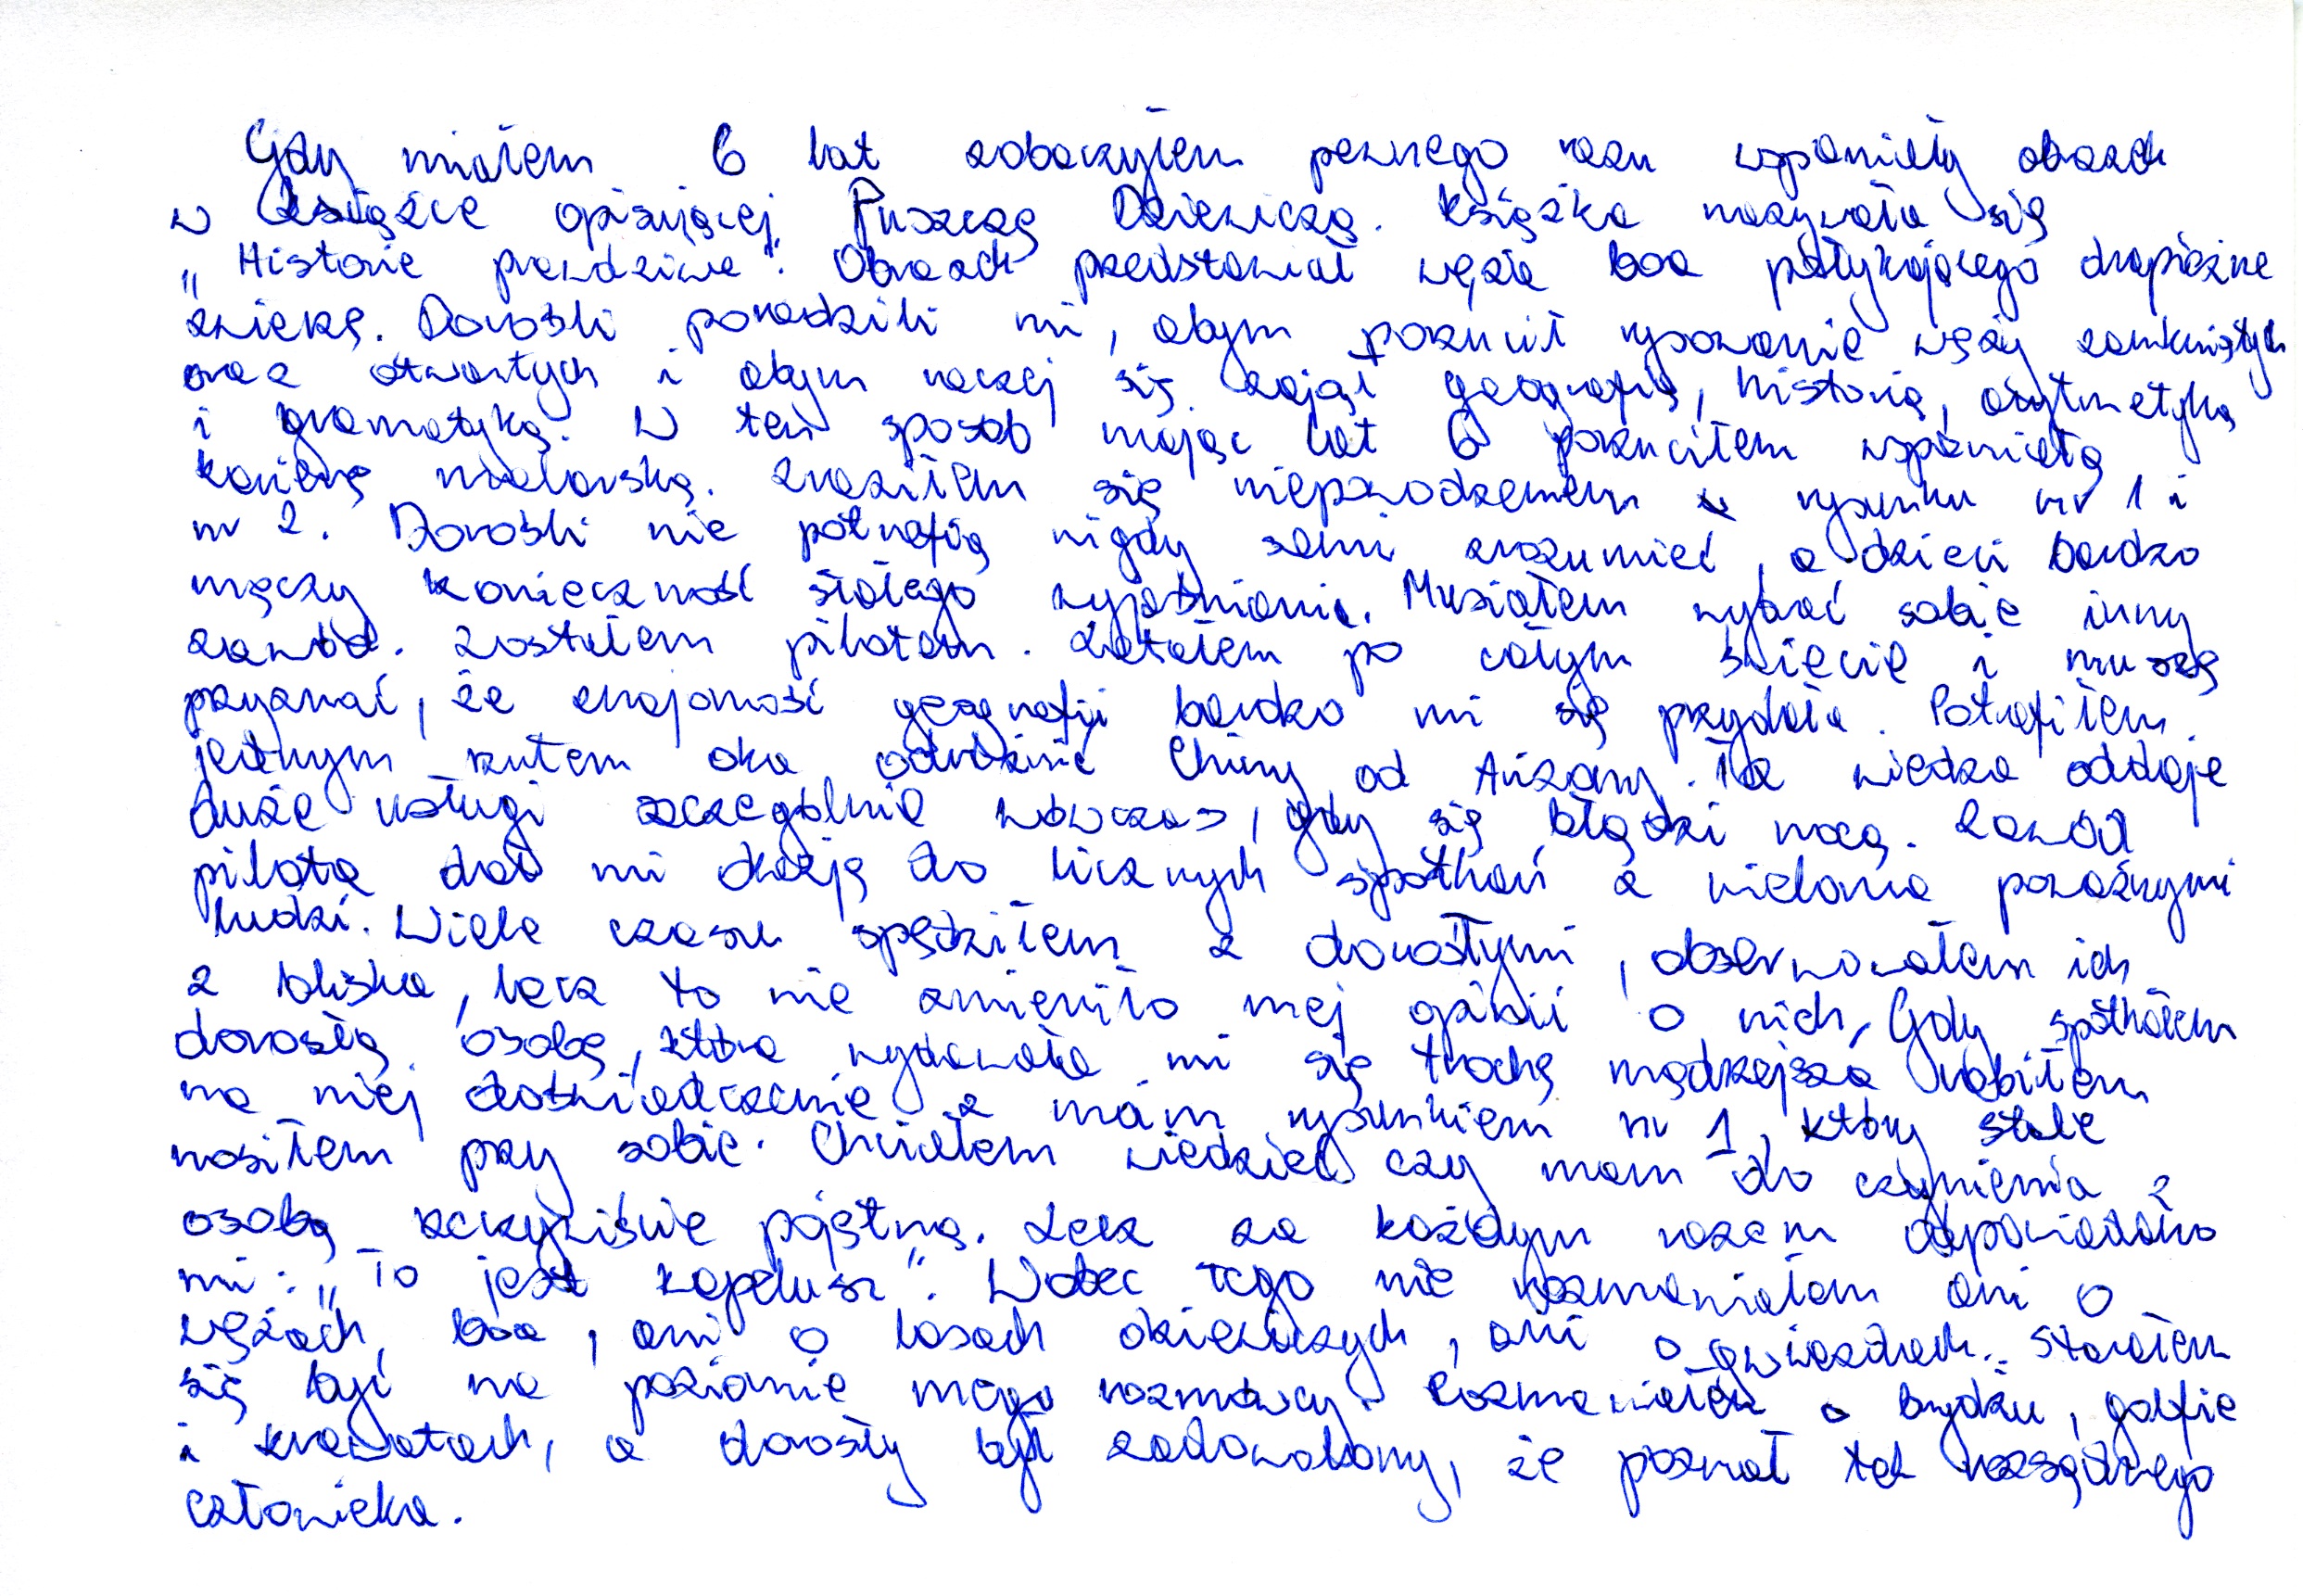 Gdy miałem 6 lat zobaczyłem pewnego razu wspaniały obrazek
w książce opisującej Puszczę Dziewiczą. Książka nazywała się
„Historie prawdziwe". Obrazek przedstawiał węża boa połykającego drapieżne
zwierzę. Dorośli poradzili mi, abym porzucił rysowanie węży zamkniętych
oraz otwartych i abym raczej się zajął geografią, historią, arytmetyką
i gramatyką. W ten sposób mając lat 6 porzuciłem wspaniałą
karierę malarską. Zraziłem się niepowodzeniem rysunku nr 1 i
nr 2. Dorośli nie potrafią nigdy sami zrozumieć, a dzieci bardzo
męczy konieczność stałego wyjaśniania. Musiałem wybrać sobie inny
zawód. Zostałem pilotem. Latałem po całym świecie i muszę
przyznać, że znajomość geografii bardzo mi się przydała. Potrafiłem
jednym rzutem oka odróżnić Chiny od Arizony. Ta wiedza oddaje
duże usługi szczególnie wówczas, gdy się błądzi nocą. Zawód
pilota dał mi okazję do licznych spotkań z wieloma poważnymi
ludźi. Wiele czasu spędziłem z dorosłymi, obserwowałem ich
z bliska, lecz to nie zmieniło mej opinii o nich. Gdy spotkałem
dorosłą osobę, która wydawała mi się trochę mądrzejsza robiłem
na niej doświadczenie z moim rysunkiem nr 1, który stale
nosiłem przy sobie. Chciałem wiedzieć czy mam do czynienia z
osobą rzeczywiście pojętną. Lecz za każdym razem odpowiadano
mi: „To jest kapelusz". Wobec tego nie rozmawiałem ani o
wężach boa, ani o lasach dziewiczych, ani o gwiazdach. Starałem
się być na poziomie mego rozmówcy. Rozmawiałem o brydżu, golfie
i krawatach, a dorosły był zadowolony, że poznał tak rozsądnego
człowieka.